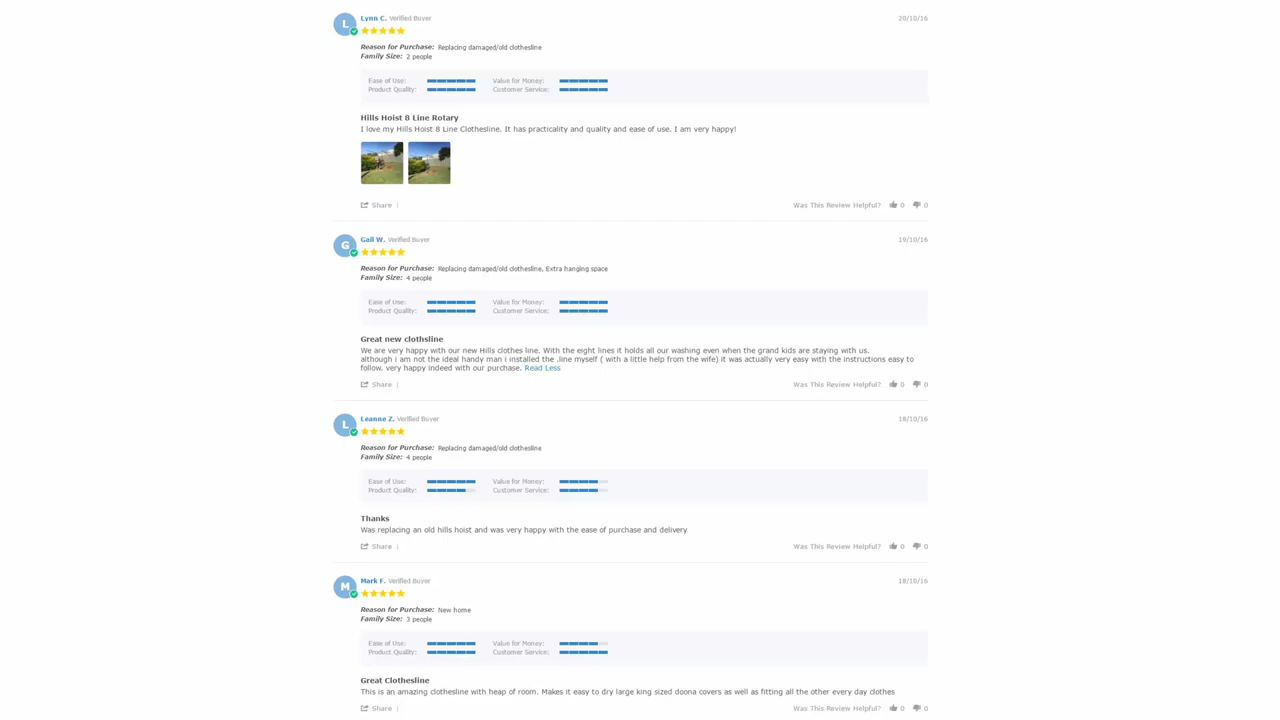 L
Lynn C. Verified Buyer
20/10/16
Reason for Purchase: Replacing damaged/old clothesline
Family Size: 2 people
Ease of Use: Value for Money:
Product Quality: Customer Service:
Hills Hoist 8 Line Rotary
I love my Hills Hoist 8 Line Clothesline. It has practicality and quality and ease of use. I am very happy!
Share | Was This Review Helpful? 0 0
G
Gail W. Verified Buyer
19/10/16
Reason for Purchase: Replacing damaged/old clothesline, Extra hanging space
Family Size: 4 people
Ease of Use: Value for Money:
Product Quality: Customer Service:
Great new clothsline
We are very happy with our new Hills clothes line. With the eight lines it holds all our washing even when the grand kids are staying with us.
although i am not the ideal handy man i installed the .line myself ( with a little help from the wife) it was actually very easy with the instructions easy to
follow. very happy indeed with our purchase. Read Less
Share | Was This Review Helpful? 0 0
L
Leanne Z. Verified Buyer
18/10/16
Reason for Purchase: Replacing damaged/old clothesline
Family Size: 4 people
Ease of Use: Value for Money:
Product Quality: Customer Service:
Thanks
Was replacing an old hills hoist and was very happy with the ease of purchase and delivery
Share | Was This Review Helpful? 0 0
M
Mark F. Verified Buyer
18/10/16
Reason for Purchase: New home
Family Size: 3 people
Ease of Use: Value for Money:
Product Quality: Customer Service:
Great Clothesline
This is an amazing clothesline with heap of room. Makes it easy to dry large king sized doona covers as well as fitting all the other every day clothes
Share | Was This Review Helpful? 0 0